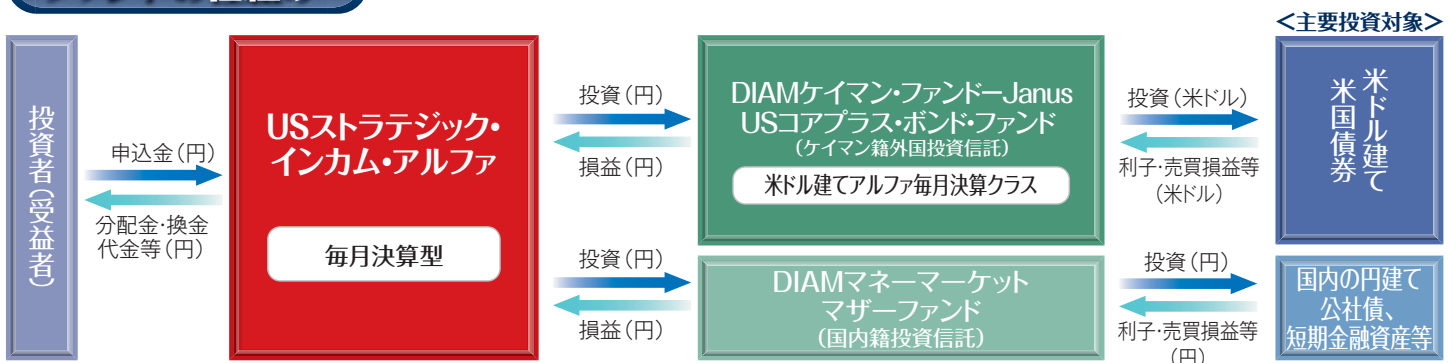 ＜主要投資対象＞
投資者（受益者）
申込金（円）
分配金・換金
代金等（円）
USストラテジック・
インカム・アルファ
毎月決算型
投資（円）
損益（円）
DIAMケイマン・ファンドーJanus
USコアプラス・ボンド・ファンド
（ケイマン籍外国投資信託）
米ドル建てアルファ毎月決算クラス
投資（米ドル）
利子・売買損益等
（米ドル）
米ドル建て
米国債券
投資（円）
損益（円）
DIAMマネーマーケット
マザーファンド
（国内籍投資信託）
投資（円）
利子・売買損益等
（円）
国内の円建て
公社債、
短期金融資産等